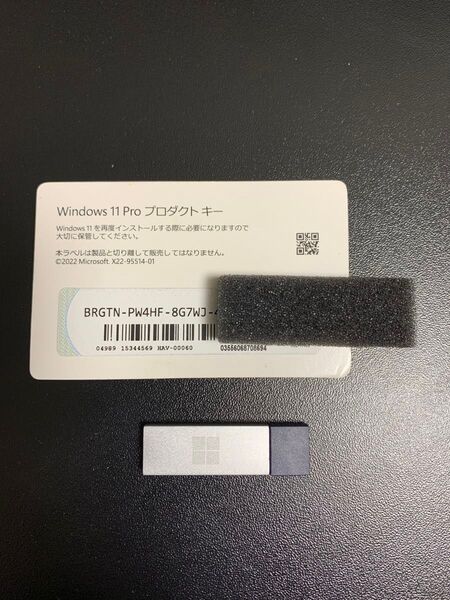 Windows 11 Pro プロダクト キー
Windows 11 を再度インストールする際に必要になりますので
大切に保管してください。
本ラベルは製品と切り離して販売してはなりません。
©2022 Microsoft. X22-95514-01
BRGTN-PW4HF-8G7WJ-
04989 15344569 HAV-00060
03556068708694